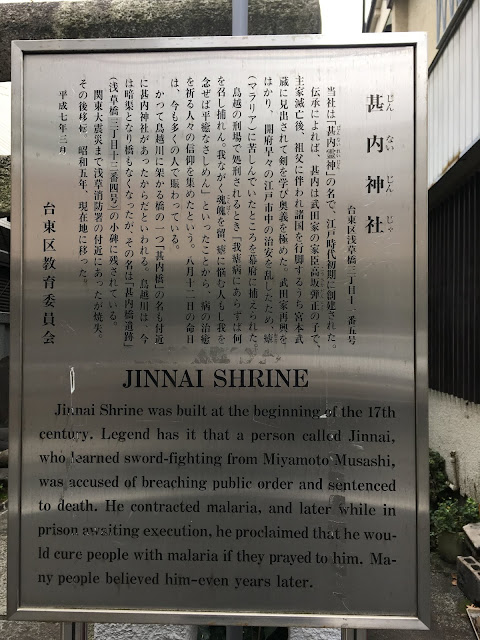 じん ない じん じゃ
甚内神社
台東区浅草橋三丁目十一番五号
当社は「甚内霊神」の名で、江戸時代初期に創建された。
伝承によれば、甚内は武田家の家臣高坂弾正の子で、
主家滅亡後、祖父に伴われ諸国を行脚するうち宮本武
蔵に見出されて剣を学び奥義を極めた。武田家再興を
はかり、開府早々の江戸市中の治安を乱したため、瘧
(マラリア)に苦しんでいたところを幕府に捕えられた。
鳥越の刑場で処刑されるとき「我瘧病にあらずば何
を召し捕れん。我ながく魂魄を留、瘧に悩む人もし我を
念ぜば平癒なさしめん」といったことから、病の治癒
を祈る人々の信仰を集めたという。八月十二日の命日
は、今も多くの人で賑わっている。
かつて鳥越川に架かる橋の一つ「甚内橋」の名も付近
に甚内神社があったからだといわれる。鳥越川は、今
は暗渠となり橋もなくなったが、その名は「甚内橋遺跡」
(浅草橋三丁目十三番四号)の小碑に残されている。
関東大震災まで浅草消防署の付近にあったが焼失。
その後移転、昭和五年、現在地に移った。
平成七年三月
台東区教育委員会
JINNAI SHRINE
Jinnai Shrine was built at the beginning of the 17th
century. Legend has it that a person called Jinnai,
who learned sword-fighting from Miyamoto Musashi,
was accused of breaching public order and sentenced
to death. He contracted malaria, and later while in
prison awaiting execution, he proclaimed that he wou-
ld cure people with malaria if they prayed to him. Ma-
ny people believed him-even years later.